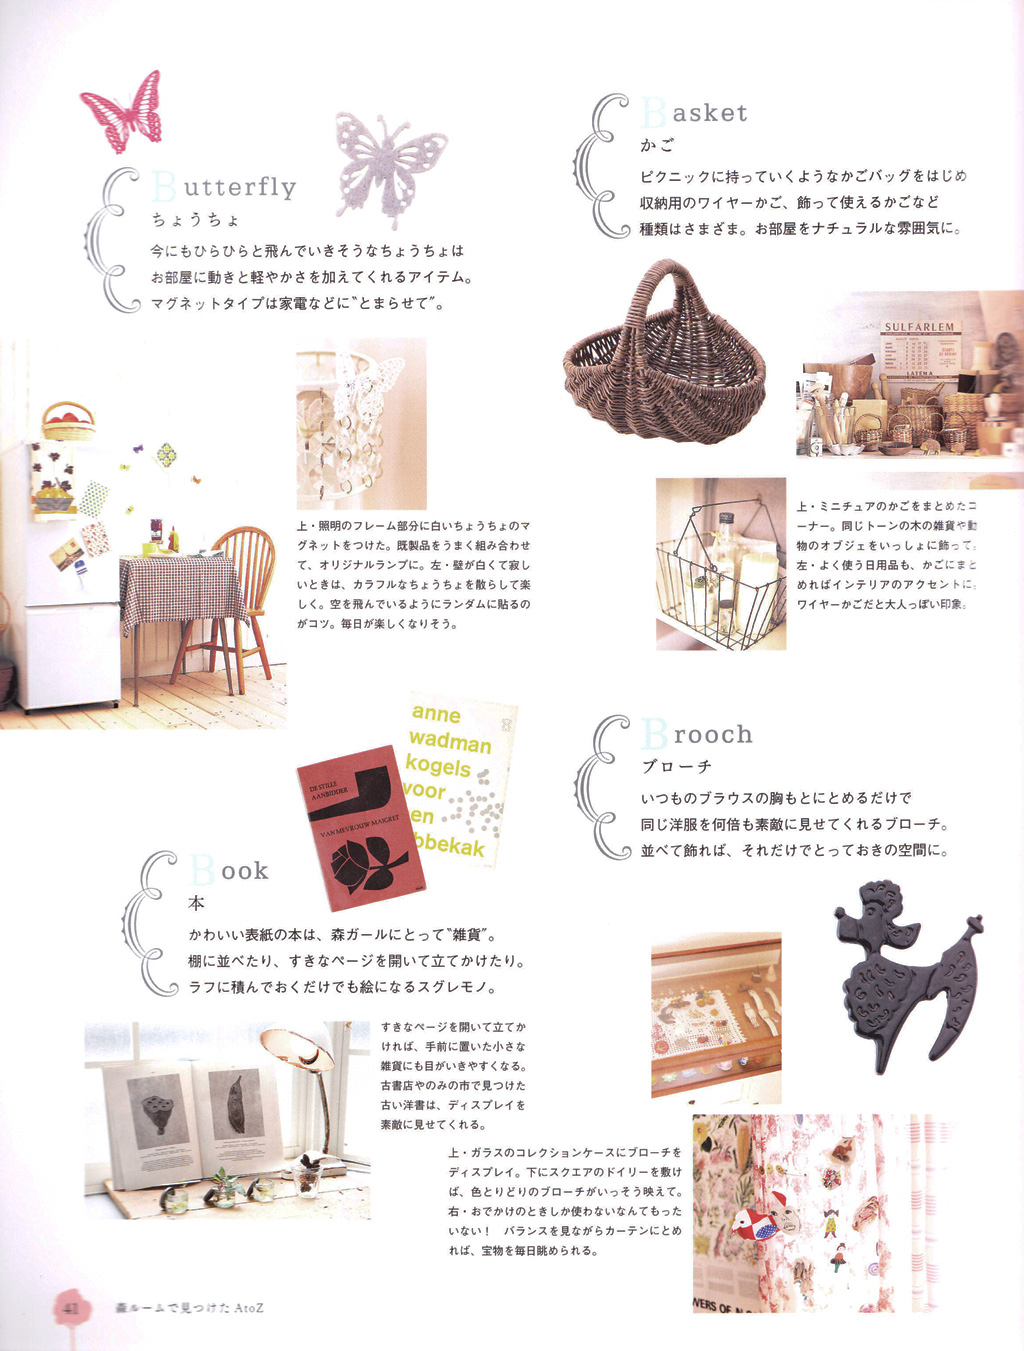 Butterfly
ちょうちょ
今にもひらひらと飛んでいきそうなちょうちょは
お部屋に動きと軽やかさを加えてくれるアイテム。
マグネットタイプは家電などに“とまらせて”。
Basket
かご
ピクニックに持っていくようなかごバッグをはじめ
収納用のワイヤーかご、飾って使えるかごなど
種類はさまざま。お部屋をナチュラルな雰囲気に。
SULFARLEM
LATÉMA
上・照明のフレーム部分に白いちょうちょのマ
グネットをつけた。既製品をうまく組み合わせ
て、オリジナルランプに。左・壁が白くて寂し
いときは、カラフルなちょうちょを散らして楽
しく。空を飛んでいるようにランダムに貼るの
がコツ。毎日が楽しくなりそう。
上・ミニチュアのかごをまとめたコ
ーナー。同じトーンの木の雑貨や動
物のオブジェをいっしょに飾って。
左・よく使う日用品も、かごにまと
めればインテリアのアクセントに。
ワイヤーかごだと大人っぽい印象。
anne
wadman
kogels
voor
en
bbekak
DE STILLE
AANBIDDER
VAN MEVROUW MAIGRET
Book
本
かわいい表紙の本は、森ガールにとって“雑貨”。
棚に並べたり、すきなページを開いて立てかけたり。
ラフに積んでおくだけでも絵になるスグレモノ。
すきなページを開いて立てか
ければ、手前に置いた小さな
雑貨にも目がいきやすくなる。
古書店やのみの市で見つけた
古い洋書は、ディスプレイを
素敵に見せてくれる。
Brooch
ブローチ
いつものブラウスの胸もとにとめるだけで
同じ洋服を何倍も素敵に見せてくれるブローチ。
並べて飾れば、それだけでとっておきの空間に。
上・ガラスのコレクションケースにブローチを
ディスプレイ。下にスクエアのドイリーを敷け
ば、色とりどりのブローチがいっそう映えて。
右・おでかけのときしか使わないなんてもった
いない！　バランスを見ながらカーテンにとめ
れば、宝物を毎日眺められる。
WERS OF N
41
森ルームで見つけた AtoZ